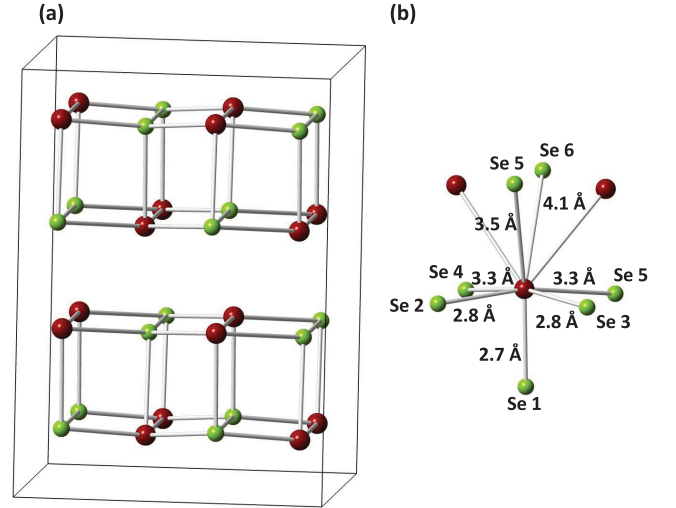 (a)
(b)
Se 5
Se 6
4.1 Å
3.5 Å
Se 4
3.3 Å
3.3 Å
Se 5
Se 2
2.8 Å
2.8 Å
Se 3
2.7 Å
Se 1